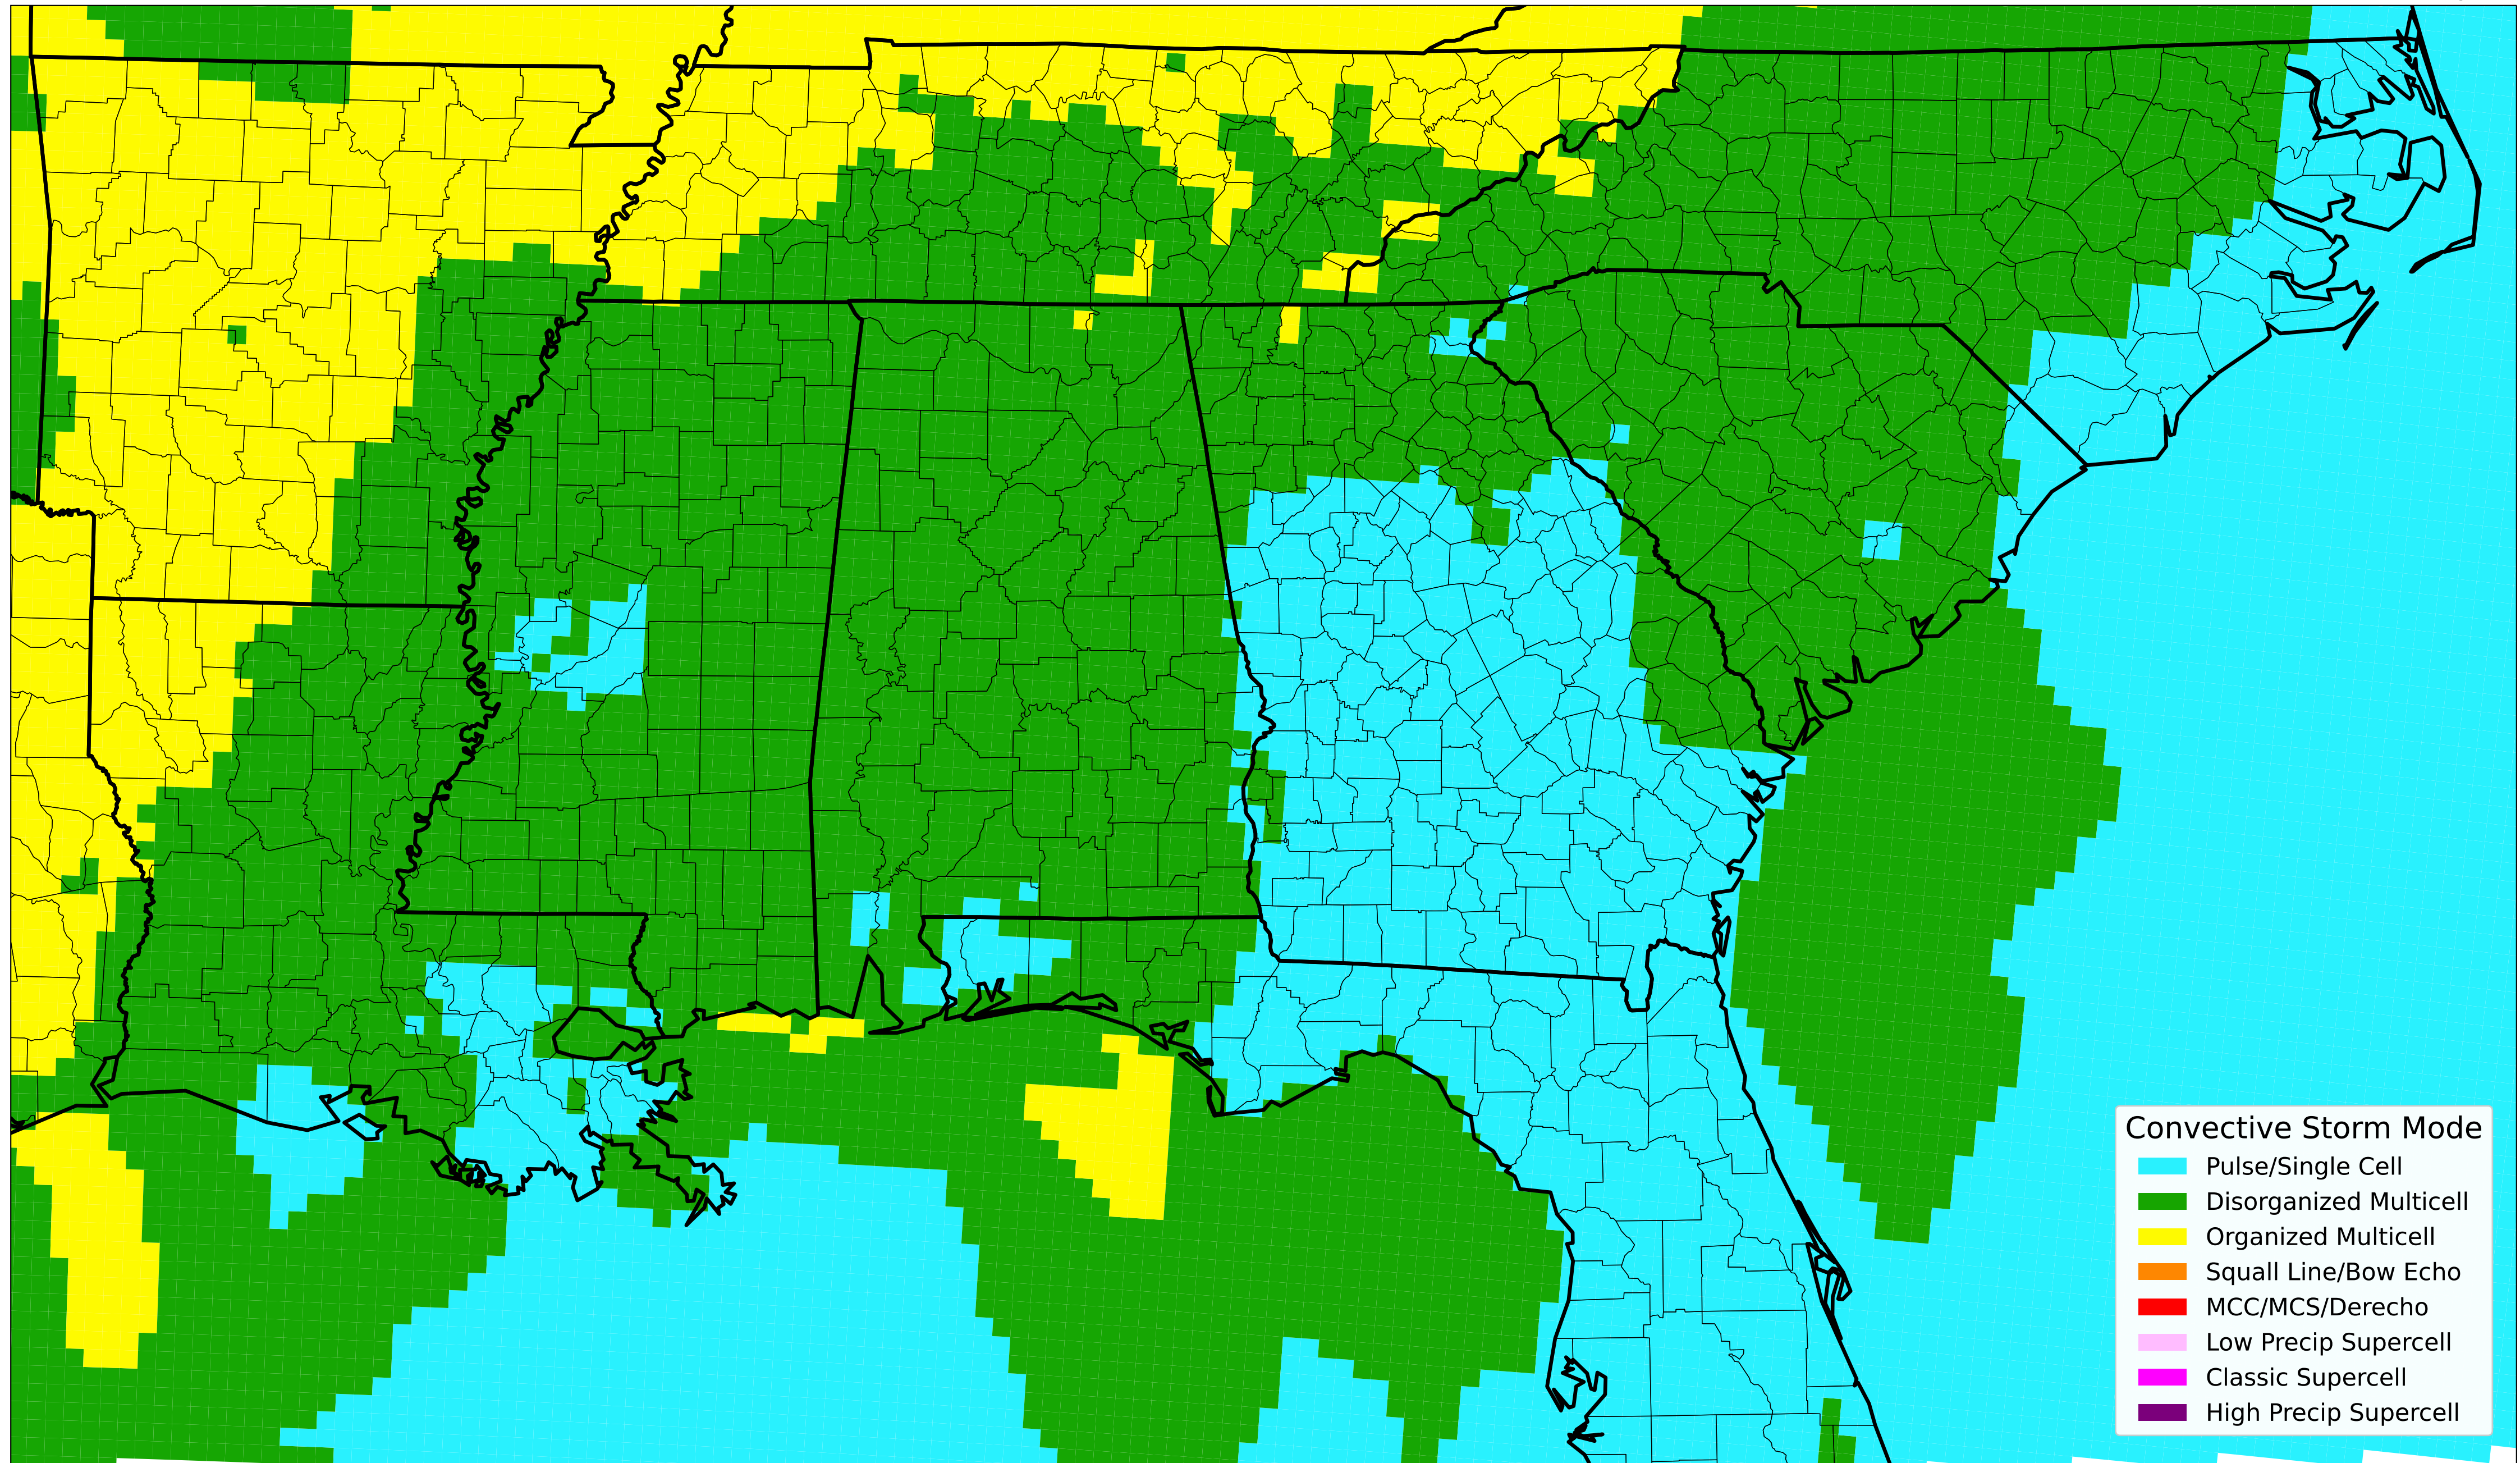 Convective Storm Mode
Pulse/Single Cell
Disorganized Multicell
Organized Multicell
Squall Line/Bow Echo
MCC/MCS/Derecho
Low Precip Supercell
Classic Supercell
High Precip Supercell